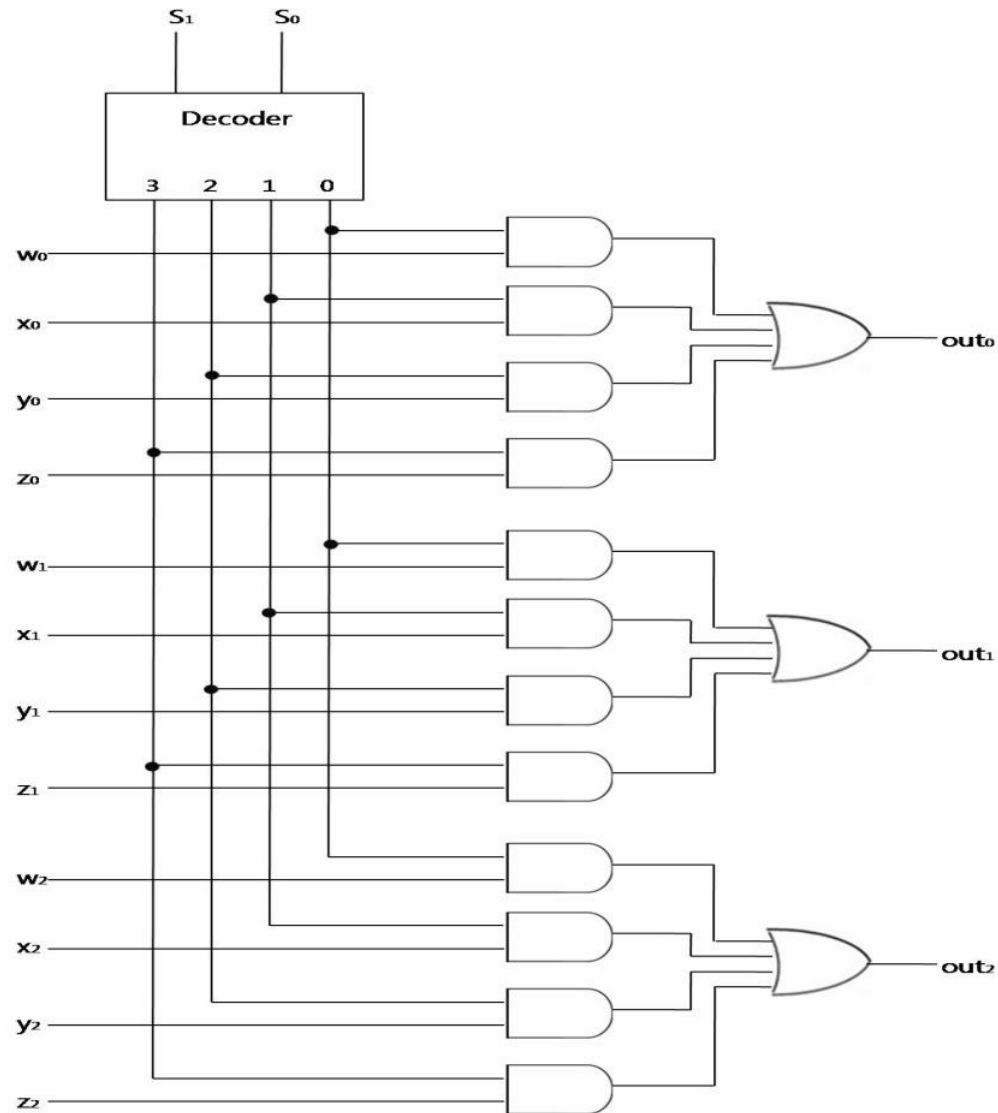 S₁ S₀
Decoder
3 2 1 0
w₀
x₀
out₀
y₀
z₀
w₁
x₁
out₁
y₁
z₁
w₂
x₂
out₂
y₂
z₂